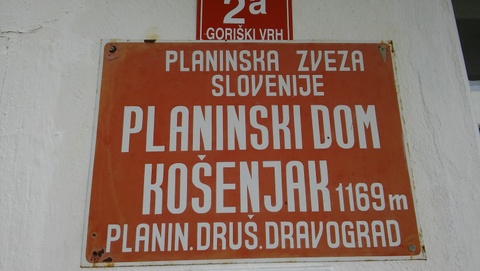 2a
GORIŠKI VRH
PLANINSKA ZVEZA
SLOVENIJE
PLANINSKI DOM
KOŠENJAK 1169 m
PLANIN. DRUŠ. DRAVOGRAD